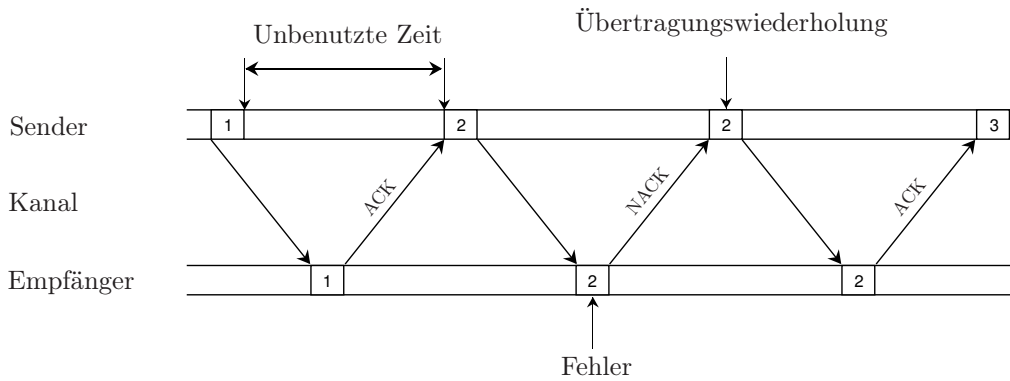 Unbenutzte Zeit
Übertragungswiederholung
Sender
1
2
2
3
Kanal
ACK
NACK
ACK
Empfänger
1
2
2
Fehler